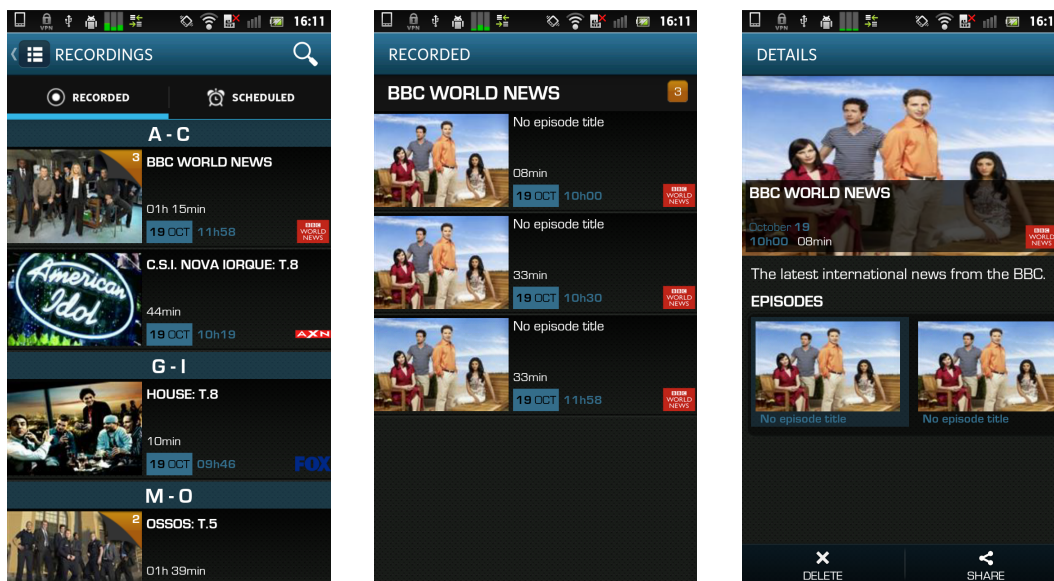 VPN
16:11
RECORDINGS
RECORDED
SCHEDULED
A - C
3
BBC WORLD NEWS
01h 15min
19 OCT 11h58
BBC
WORLD
NEWS
American
Idol
C.S.I. NOVA IORQUE: T.8
44min
19 OCT 10h19
AXN
G - I
HOUSE: T.8
10min
19 OCT 09h46
FOX
M - O
2
OSSOS: T.5
01h 39min
VPN
16:11
RECORDED
BBC WORLD NEWS
3
No episode title
08min
19 OCT 10h00
BBC
WORLD
NEWS
No episode title
33min
19 OCT 10h30
BBC
WORLD
NEWS
No episode title
33min
19 OCT 11h58
BBC
WORLD
NEWS
VPN
16:1
DETAILS
BBC WORLD NEWS
October 19
10h00 08min
BBC
WORLD
NEWS
The latest international news from the BBC.
EPISODES
No episode title
No episode title
DELETE
SHARE